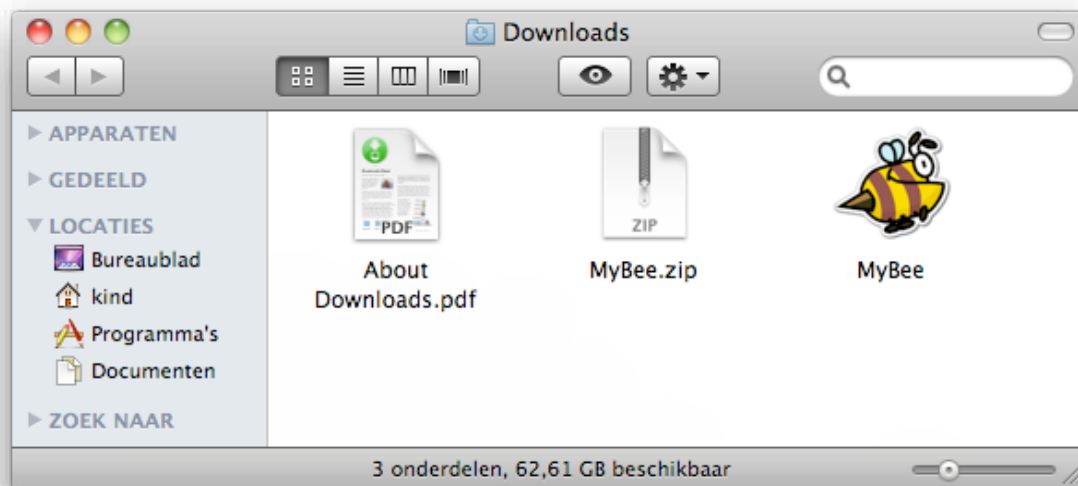 Downloads
APPARATEN
GEDEELD
LOCATIES
Bureaublad
kind
Programma's
Documenten
ZOEK NAAR
PDF
About
Downloads.pdf
ZIP
MyBee.zip
MyBee
3 onderdelen, 62,61 GB beschikbaar